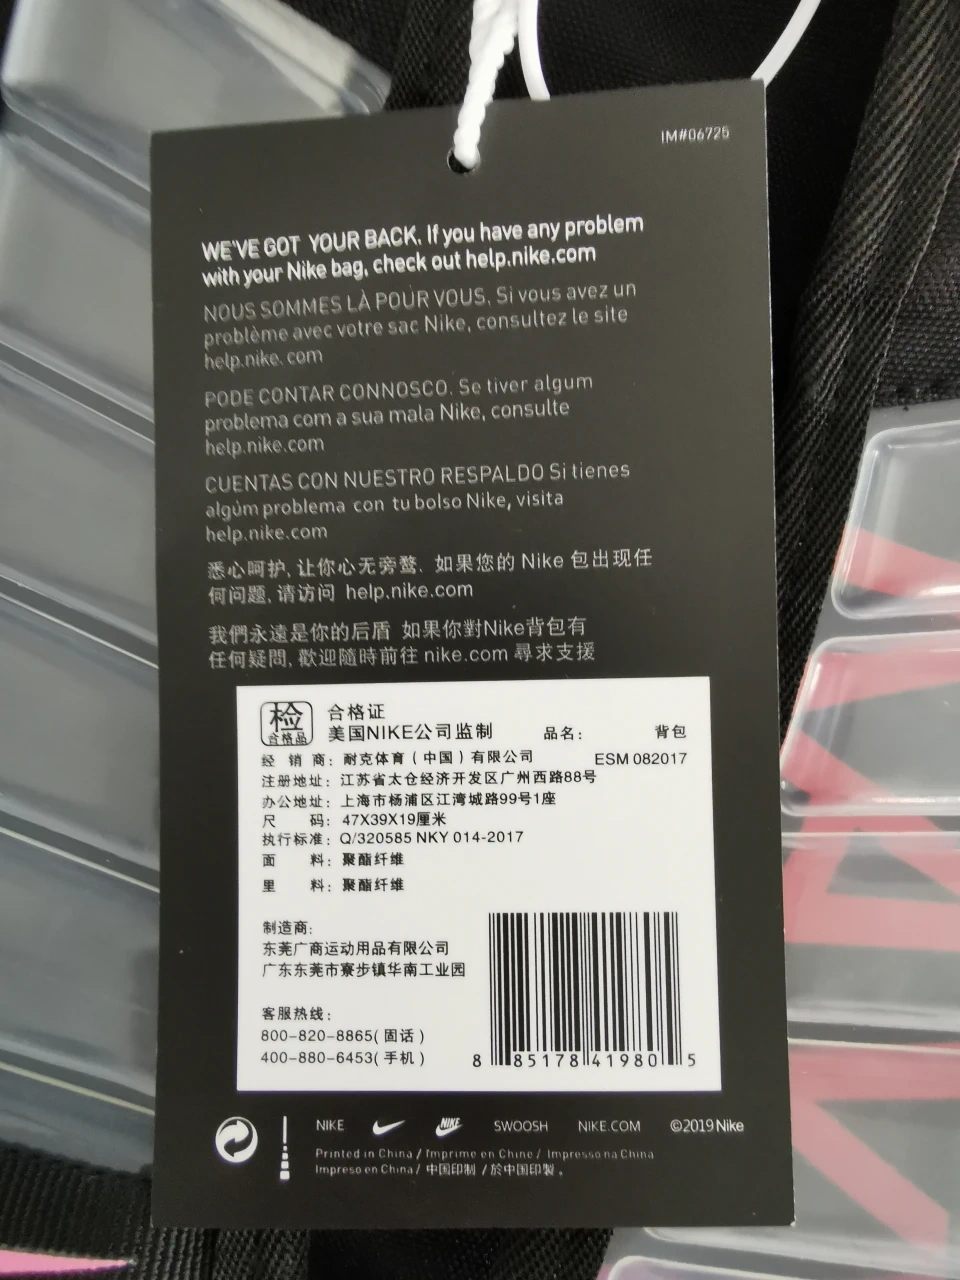 IM#06725
WE'VE GOT YOUR BACK. If you have any problem
with your Nike bag, check out help.nike.com
NOUS SOMMES LÀ POUR VOUS. Si vous avez un
problème avec votre sac Nike, consultez le site
help.nike. com
PODE CONTAR CONNOSCO. Se tiver algum
problema com a sua mala Nike, consulte
help.nike.com
CUENTAS CON NUESTRO RESPALDO Si tienes
algúm problema con tu bolso Nike, visita
help.nike.com
悉心呵护, 让你心无旁骛. 如果您的 Nike 包出现任
何问题, 请访问 help.nike.com
我們永遠是你的后盾 如果你對Nike背包有
任何疑問, 歡迎隨時前往 nike.com 尋求支援
检
合格品
合格证
美国NIKE公司监制 品名: 背包
经 销 商: 耐克体育(中国)有限公司 ESM 082017
注册地址: 江苏省太仓经济开发区广州西路88号
办公地址: 上海市杨浦区江湾城路99号1座
尺 码: 47X39X19厘米
执行标准: Q/320585 NKY 014-2017
面 料: 聚酯纤维
里 料: 聚酯纤维
制造商:
东莞广商运动用品有限公司
广东东莞市寮步镇华南工业园
客服热线:
800-820-8865(固话)
400-880-6453(手机)
8 85178 41980 5
NIKE NIKE SWOOSH NIKE.COM ©2019 Nike
Printed in China / Imprime en Chine / Impresso na China
Impreso en China / 中国印制 / 於中国印製 。